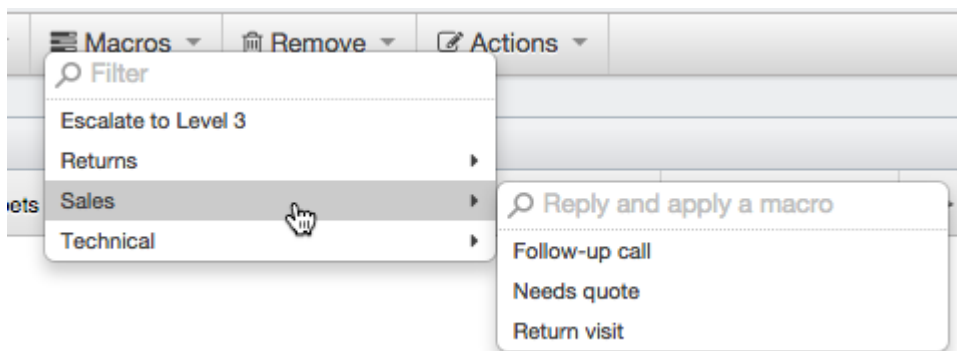 Macros Remove Actions
Filter
Escalate to Level 3
Returns
Sales
Technical
Reply and apply a macro
Follow-up call
Needs quote
Return visit